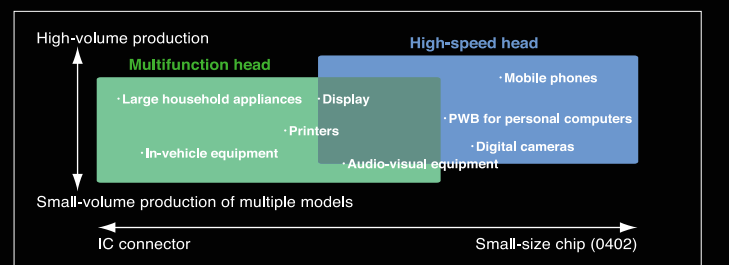 High-volume production
High-speed head
Multifunction head
·Mobile phones
·Large household appliances
·Display
·PWB for personal computers
·Printers
·Digital cameras
·In-vehicle equipment
·Audio-visual equipment
Small-volume production of multiple models
IC connector
Small-size chip (0402)